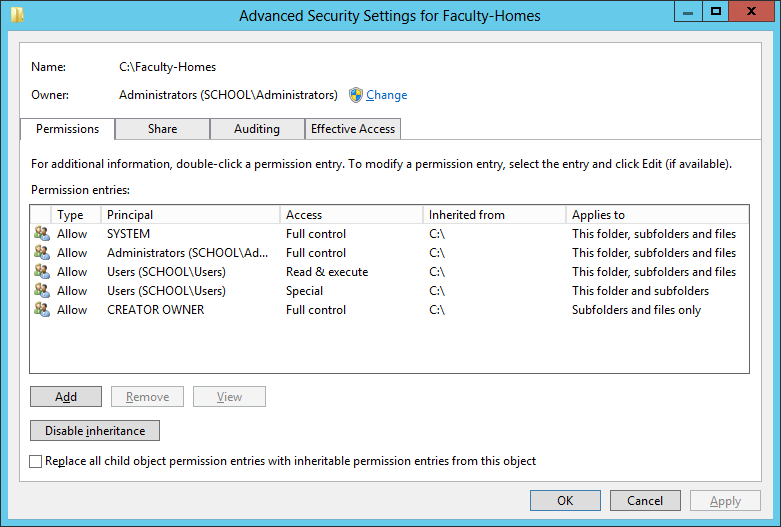 Advanced Security Settings for Faculty-Homes
Name: C:\Faculty-Homes
Owner: Administrators (SCHOOL\Administrators) Change
Permissions Share Auditing Effective Access
For additional information, double-click a permission entry. To modify a permission entry, select the entry and click Edit (if available).
Permission entries:
Type Principal Access Inherited from Applies to
Allow SYSTEM Full control C:\ This folder, subfolders and files
Allow Administrators (SCHOOL\Ad... Full control C:\ This folder, subfolders and files
Allow Users (SCHOOL\Users) Read & execute C:\ This folder, subfolders and files
Allow Users (SCHOOL\Users) Special C:\ This folder and subfolders
Allow CREATOR OWNER Full control C:\ Subfolders and files only
Add Remove View
Disable inheritance
Replace all child object permission entries with inheritable permission entries from this object
OK Cancel Apply